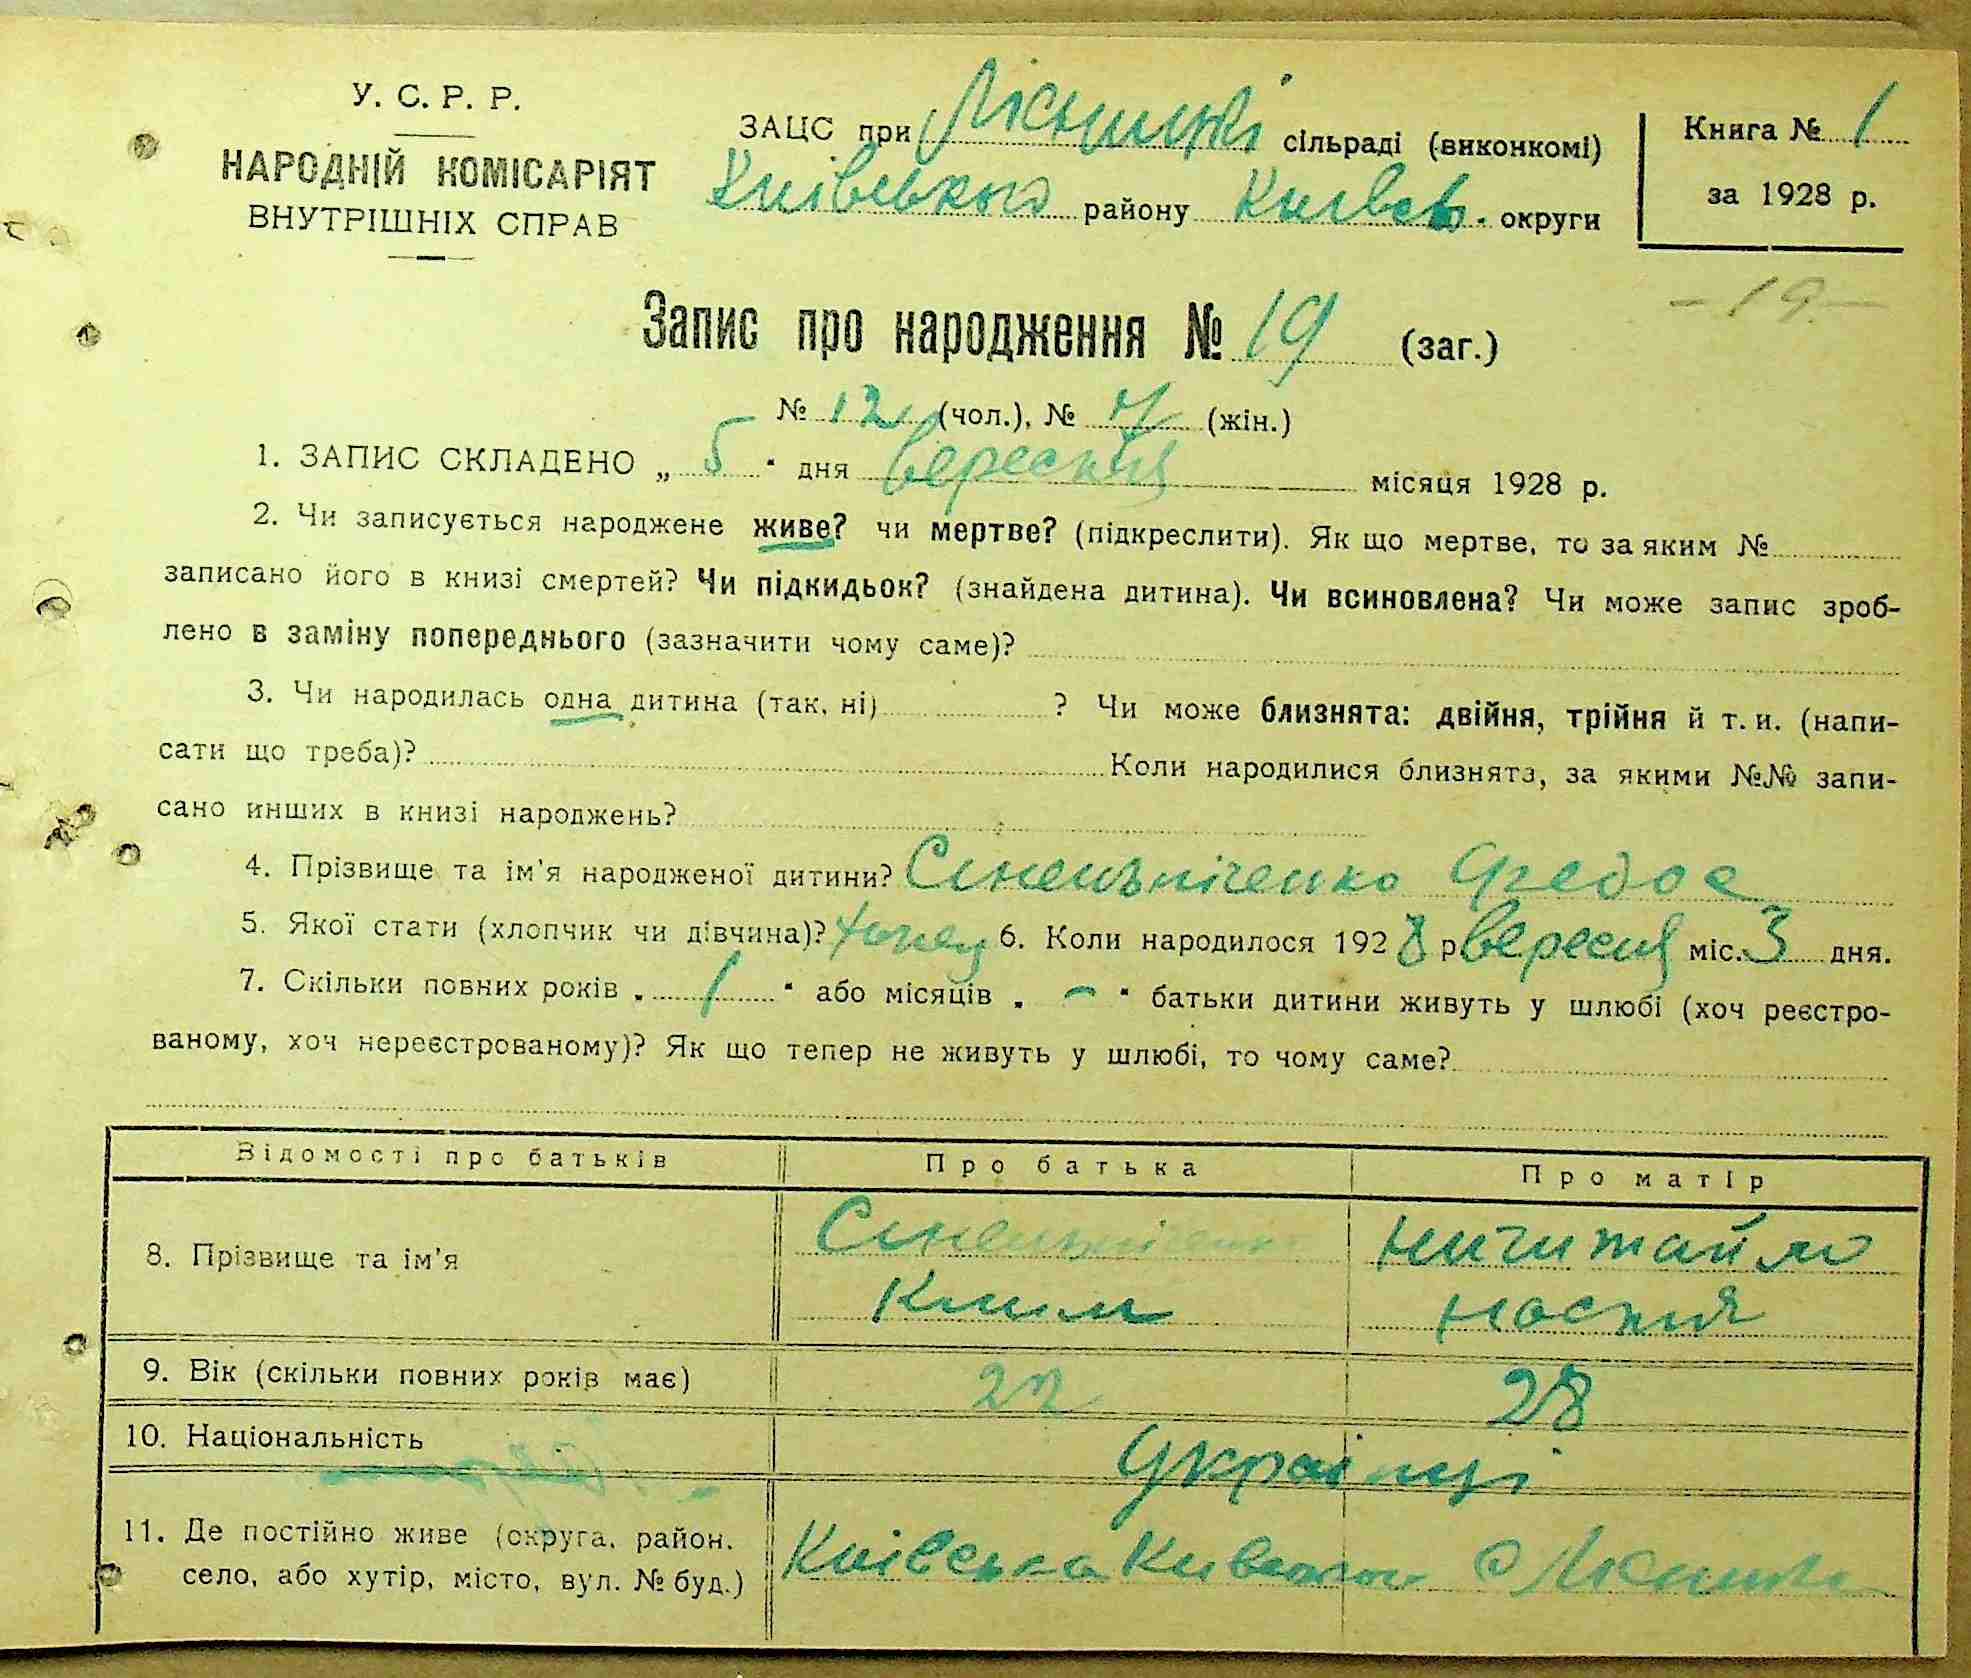 У. С. Р. Р.
НАРОДНІЙ КОМІСАРІЯТ
ВНУТРІШНІХ СПРАВ
ЗАЦС при сільраді (виконкомі)
Київського району Київськ. округи
Книга № 1
за 1928 р.
- 19 -
Запис про народження № 19 (заг.)
№ 12 (чол.), № 7 (жін.)
1. ЗАПИС СКЛАДЕНО „ 5 " дня вересня місяця 1928 р.
2. Чи записується народжене живе? чи мертве? (підкреслити). Як що мертве, то за яким №
записано його в книзі смертей? Чи підкидьок? (знайдена дитина). Чи всиновлена? Чи може запис зроб-
лено в заміну попереднього (зазначити чому саме)?
3. Чи народилась одна дитина (так, ні) ? Чи може близнята: двійня, трійня й т. и. (напи-
сати що треба)? Коли народилися близнята, за якими №№ запи-
сано инших в книзі народжень?
4. Прізвище та ім'я народженої дитини? Федос
5. Якої стати (хлопчик чи дівчина)? 6. Коли народилося 1928 р вересня міс. 3 дня.
7. Скільки повних років „ 1 " або місяців „ - " батьки дитини живуть у шлюбі (хоч реєстро-
ваному, хоч нереєстрованому)? Як що тепер не живуть у шлюбі, то чому саме?
Відомості про батьків Про батька Про матір
8. Прізвище та ім'я Ничитайло
Клим Настя
9. Вік (скільки повних років має) 22 28
10. Національність Українці
11. Де постійно живе (округа, район, Київська
село, або хутір, місто, вул. № буд.)